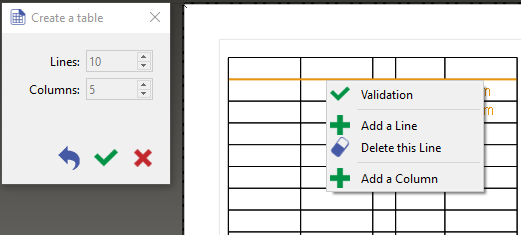 Create a table
Lines: 10
Columns: 5
Validation
Add a Line
Delete this Line
Add a Column